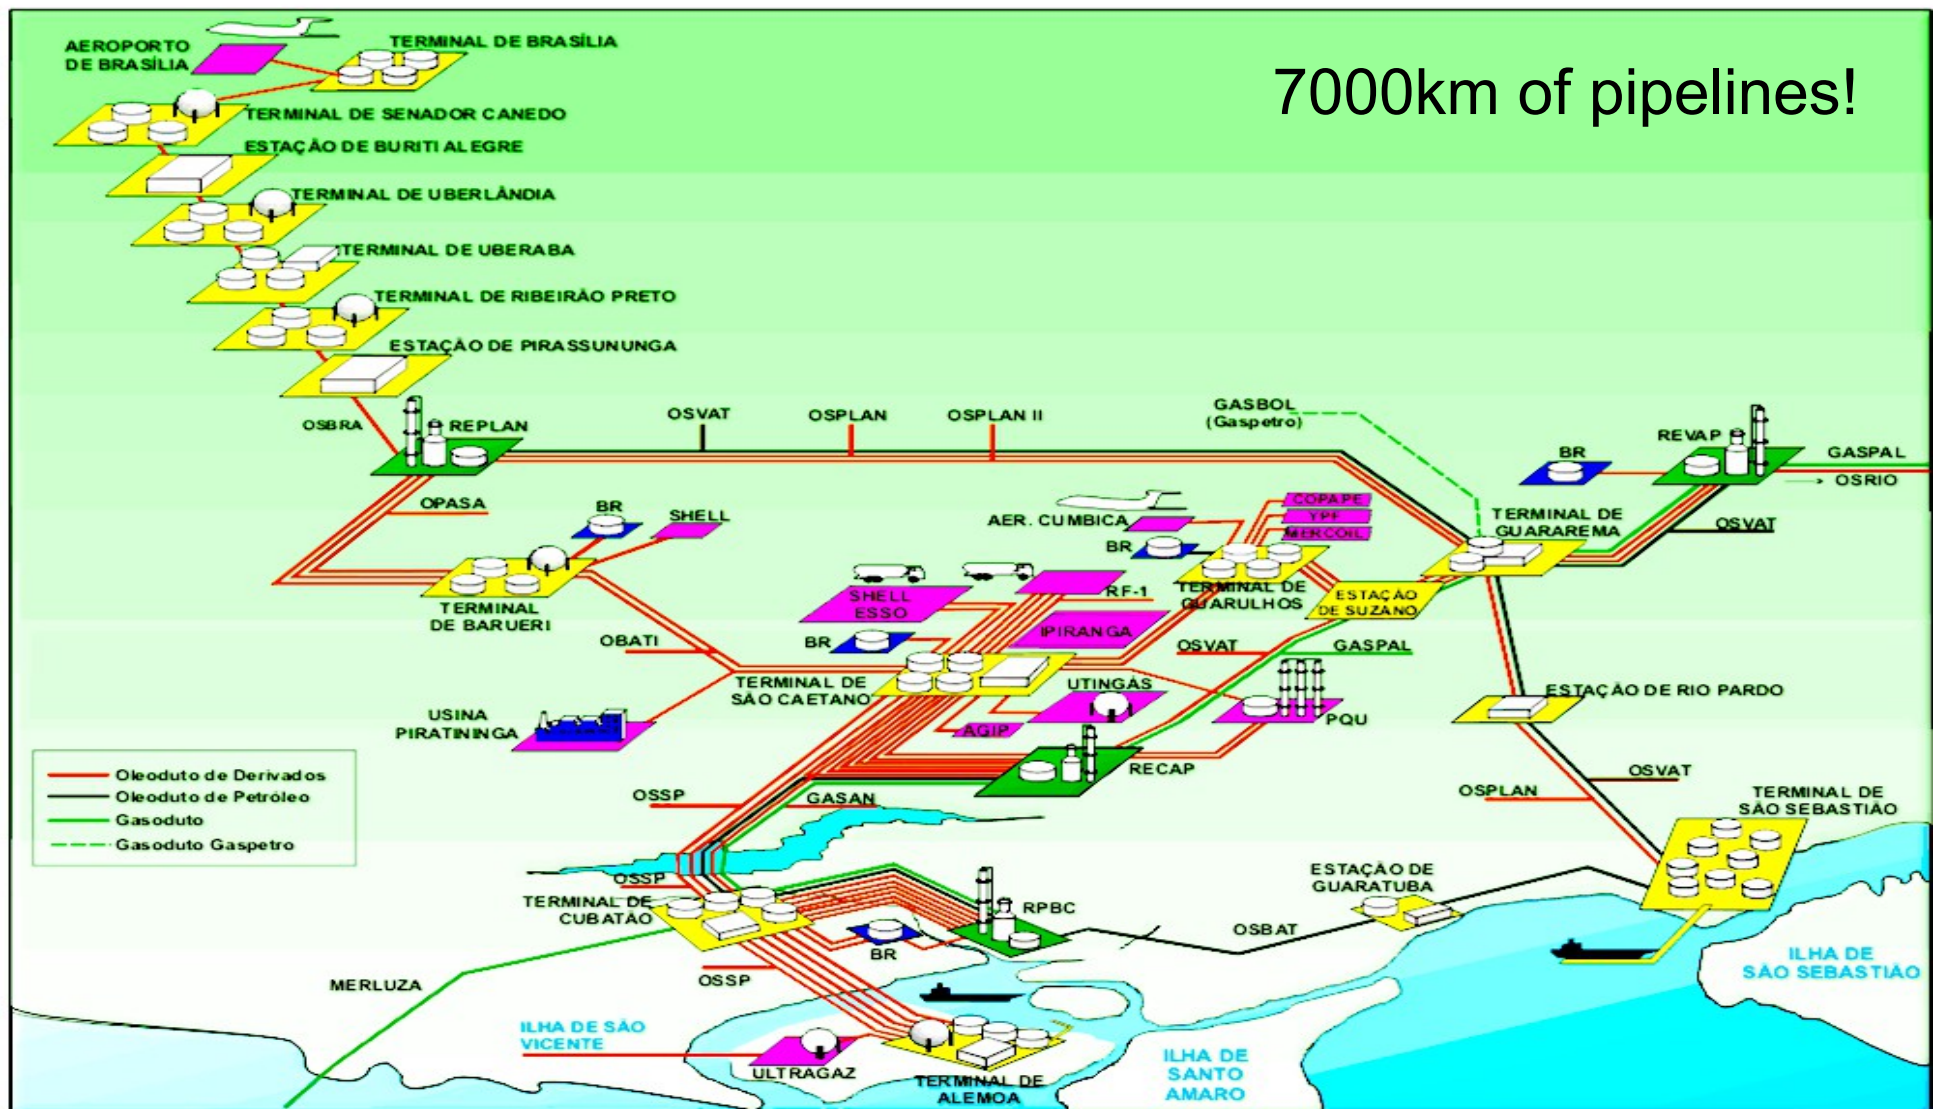 7000km of pipelines!
AEROPORTO
DE BRASÍLIA
TERMINAL DE BRASÍLIA
TERMINAL DE SENADOR CANEDO
ESTAÇÃO DE BURITI ALEGRE
TERMINAL DE UBERLÂNDIA
TERMINAL DE UBERABA
TERMINAL DE RIBEIRÃO PRETO
ESTAÇÃO DE PIRASSUNUNGA
OSBRA
REPLAN
OSVAT
OSPLAN
OSPLAN II
GASBOL
(Gaspetro)
REVAP
BR
GASPAL
OSRIO
OPASA
BR
SHELL
AER. CUMBICA
COPAPE
YPF
MERCOIL
BR
TERMINAL DE
GUARAREMA
OSVAT
TERMINAL
DE BARUERI
SHELL
ESSO
RF-1
TERMINAL DE
GUARULHOS
ESTAÇÃO
DE SUZANO
OBATI
BR
IPIRANGA
OSVAT
GASPAL
TERMINAL DE
SÃO CAETANO
UTINGÁS
ESTAÇÃO DE RIO PARDO
USINA
PIRATININGA
AGIP
PQU
RECAP
Oleoduto de Derivados
Oleoduto de Petróleo
Gasoduto
Gasoduto Gaspetro
OSSP
GASAN
OSVAT
OSPLAN
TERMINAL DE
SÃO SEBASTIÃO
OSSP
TERMINAL DE
CUBATÃO
RPBC
ESTAÇÃO DE
GUARATUBA
OSBAT
BR
OSSP
MERLUZA
ILHA DE
SÃO SEBASTIÃO
ILHA DE SÃO
VICENTE
ULTRAGAZ
TERMINAL DE
ALEMOA
ILHA DE
SANTO
AMARO